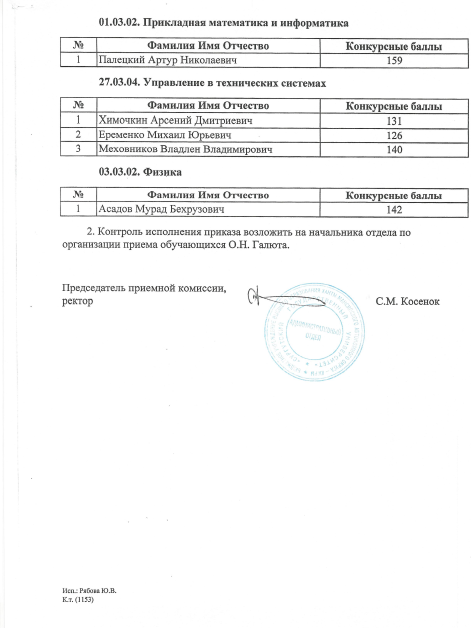 01.03.02. Прикладная математика и информатика
№ Фамилия Имя Отчество Конкурсные баллы
1 Палецкий Артур Николаевич 159
27.03.04. Управление в технических системах
№ Фамилия Имя Отчество Конкурсные баллы
1 Химочкин Арсений Дмитриевич 131
2 Еременко Михаил Юрьевич 126
3 Меховников Владлен Владимирович 140
03.03.02. Физика
№ Фамилия Имя Отчество Конкурсные баллы
1 Асадов Мурад Бехрузович 142
2. Контроль исполнения приказа возложить на начальника отдела по
организации приема обучающихся О.Н. Галюта.
Председатель приемной комиссии,
ректор С.М. Косенок
Исп.: Рябова Ю.В.
К.т. (1153)